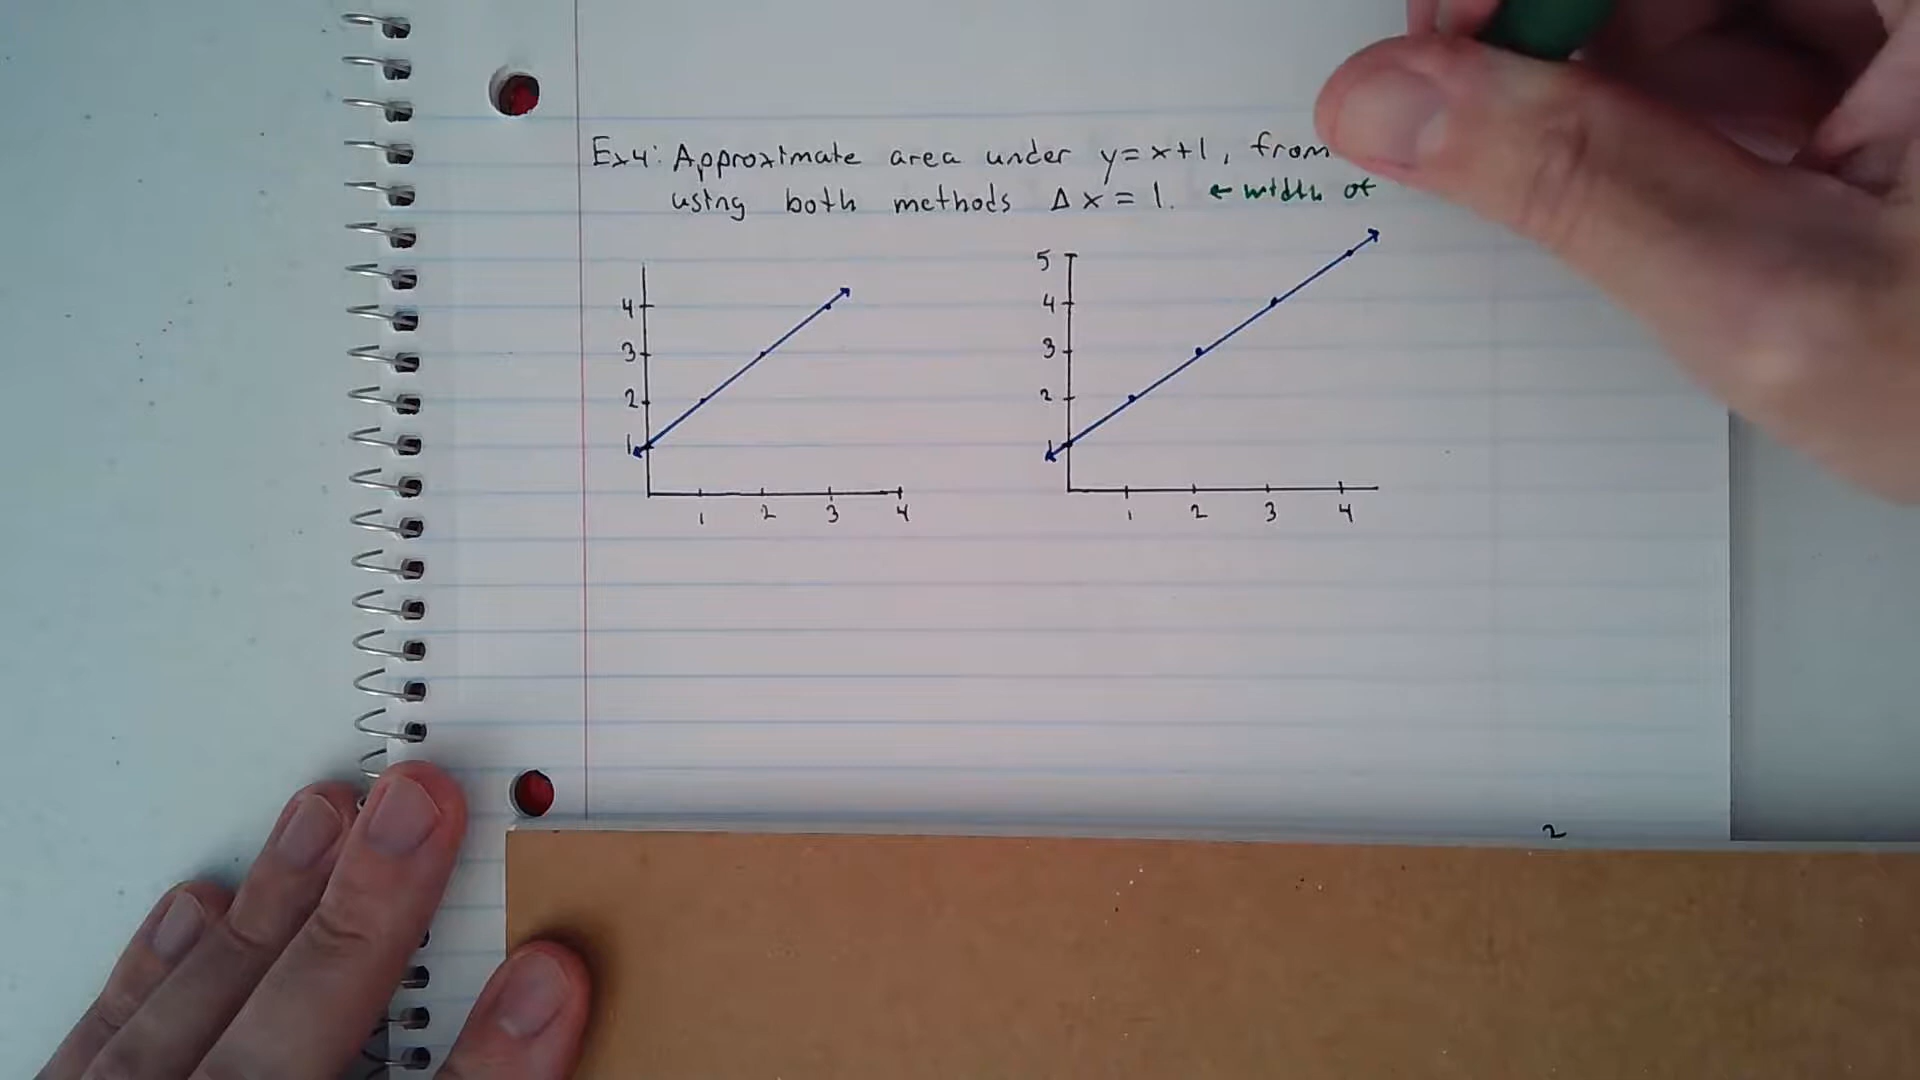 Ex4: Approximate area under y=x+1, from
using both methods Δx = 1. ← width of
5
4
3
2
1
1 2 3 4
4
3
2
1
1 2 3 4
2